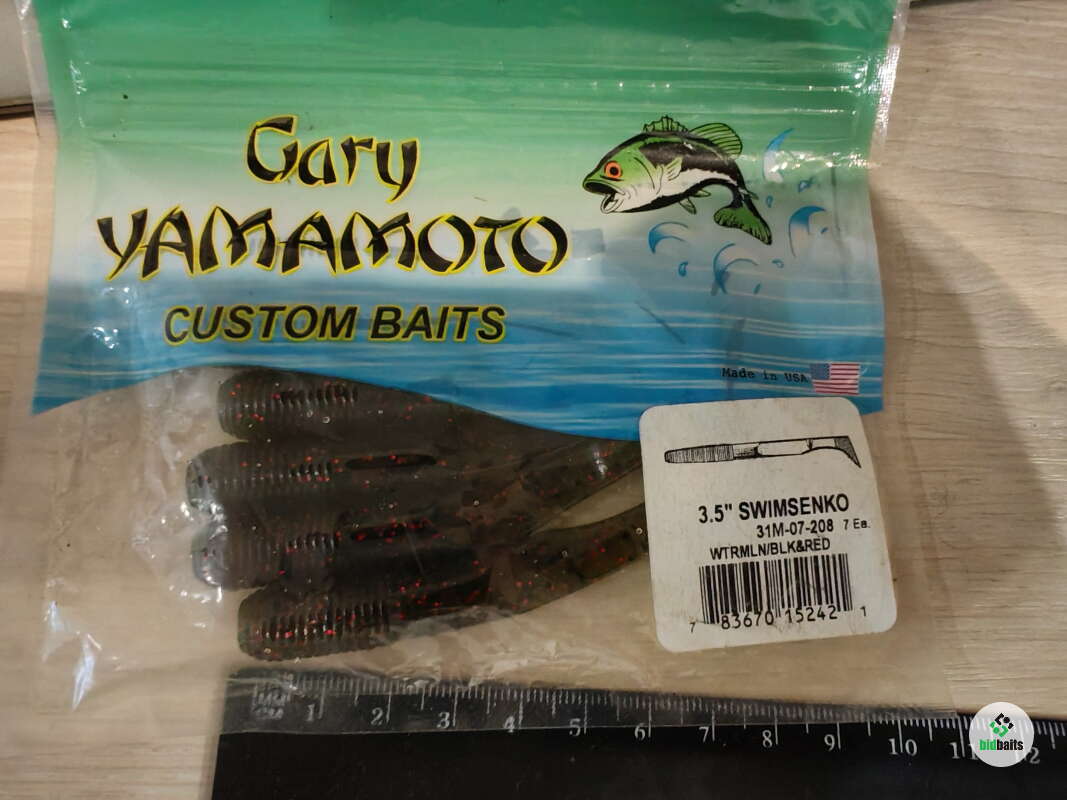 Gary
YAMAMOTO
CUSTOM BAITS
Made in USA
3.5" SWIMSENKO
31M-07-208 7 Ea.
WTRMLN/BLK&RED
7 83670 15242 1
1 2 3 4 5 6 7 8 9 10 11 12
bidbaits